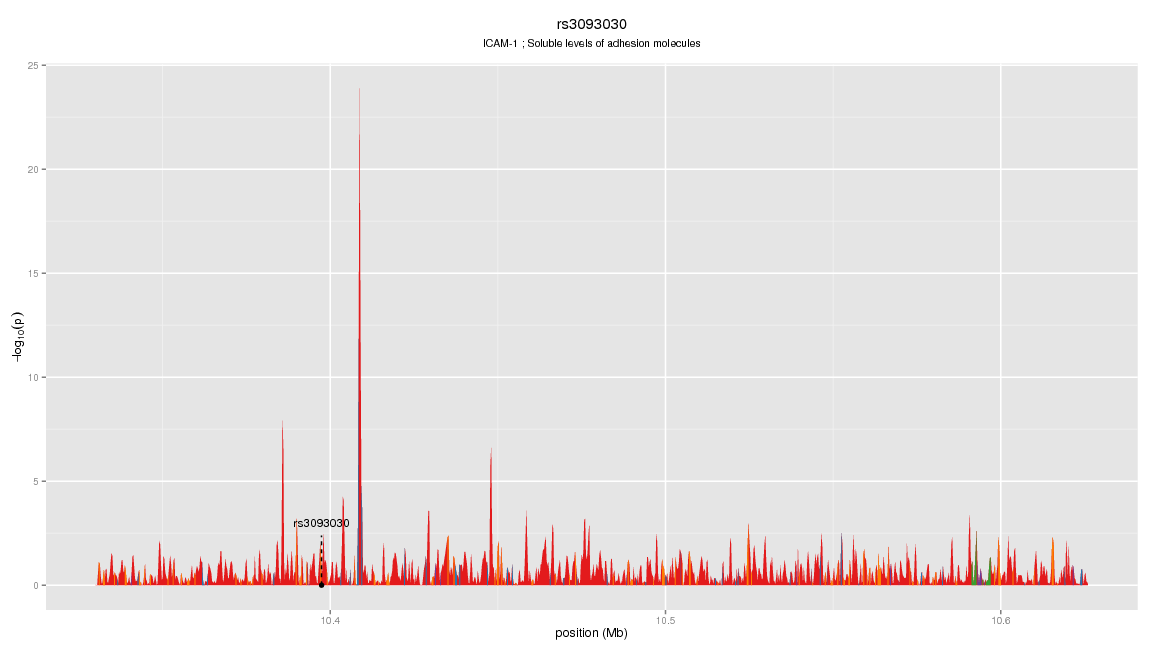 rs3093030
ICAM-1 ; Soluble levels of adhesion molecules
25
20
15
10
5
0
−log10(p)
rs3093030
10.4
10.5
10.6
position (Mb)